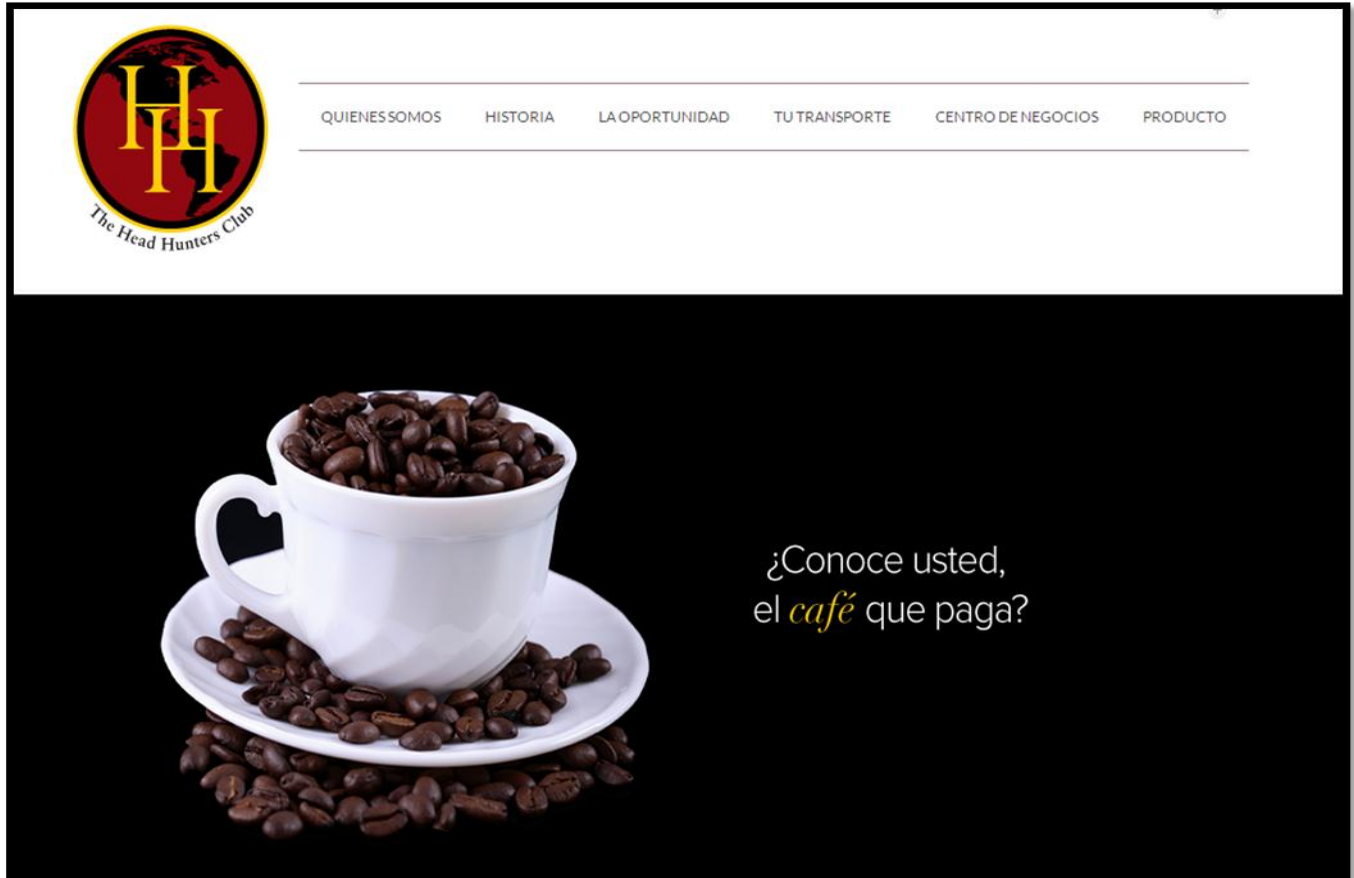 HH
The Head Hunters Club
QUIENES SOMOS HISTORIA LA OPORTUNIDAD TU TRANSPORTE CENTRO DE NEGOCIOS PRODUCTO
¿Conoce usted,
el café que paga?